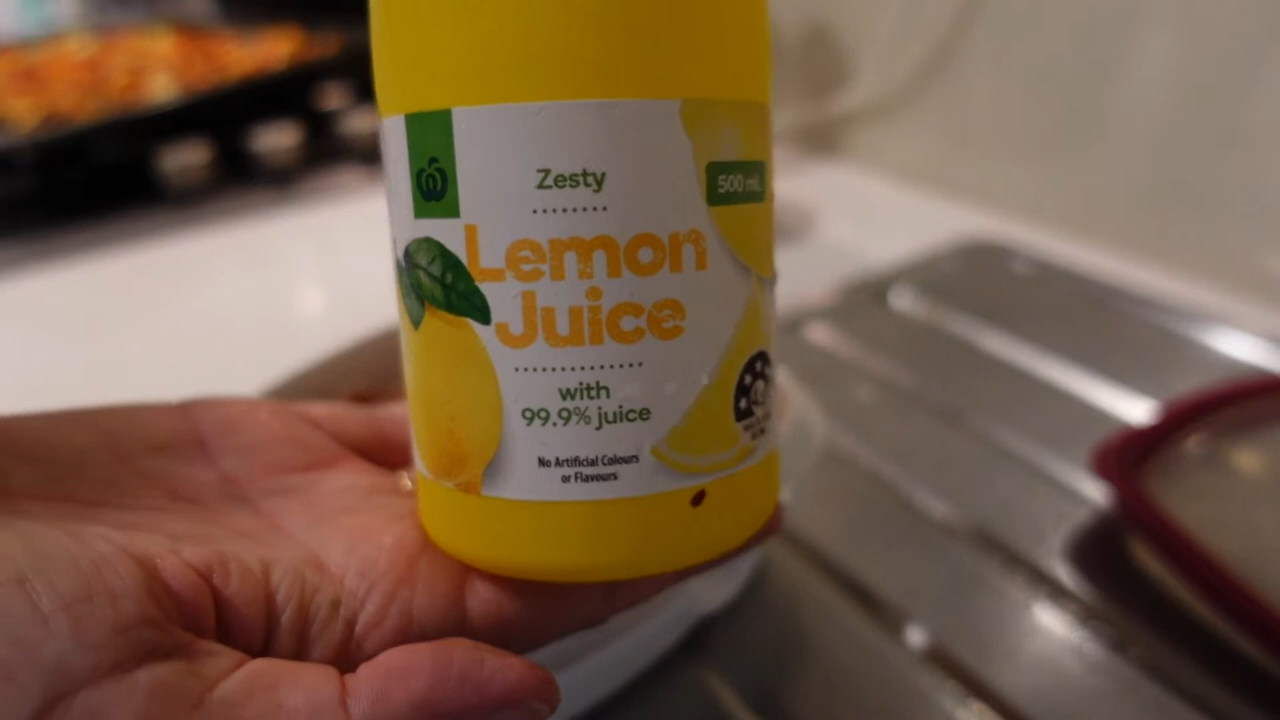 Zesty
500 mL
Lemon
Juice
with
99.9% juice
No Artificial Colours
or Flavours